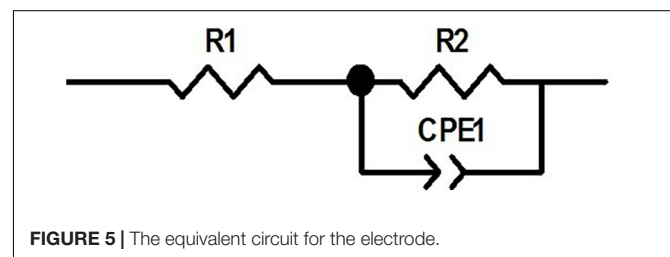 R1 R2
CPE1
FIGURE 5 | The equivalent circuit for the electrode.